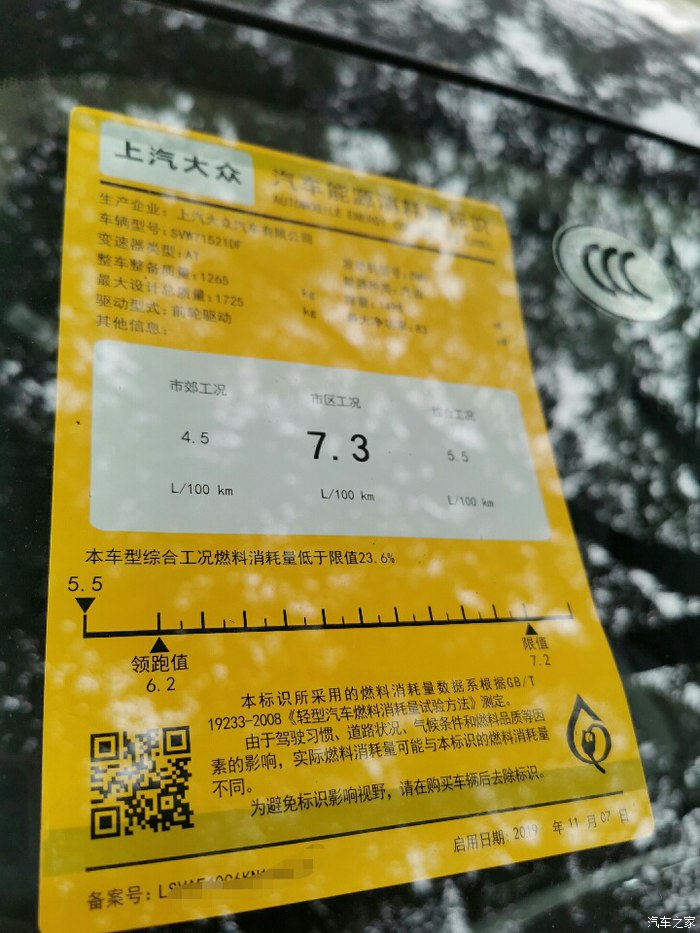 上汽大众
汽车能源消耗量标识
AUTOMOBILE ENERGY
生产企业: 上汽大众汽车有限公司
车辆型号:SVW71521DF
变速器类型:AT
整车整备质量:1265 kg
最大设计总质量:1725 kg
驱动型式:前轮驱动
其他信息:
市郊工况 市区工况 综合工况
4.5 7.3 5.5
L/100 km L/100 km L/100 km
本车型综合工况燃料消耗量低于限值23.6%
5.5
领跑值 限值
6.2 7.2
本标识所采用的燃料消耗量数据系根据GB/T
19233-2008《轻型汽车燃料消耗量试验方法》测定。
由于驾驶习惯、道路状况、气候条件和燃料品质等因
素的影响, 实际燃料消耗量可能与本标识的燃料消耗量
不同。
为避免标识影响视野, 请在购买车辆后去除标识。
启用日期: 2019 年 11 月 07 日
备案号:
汽车之家